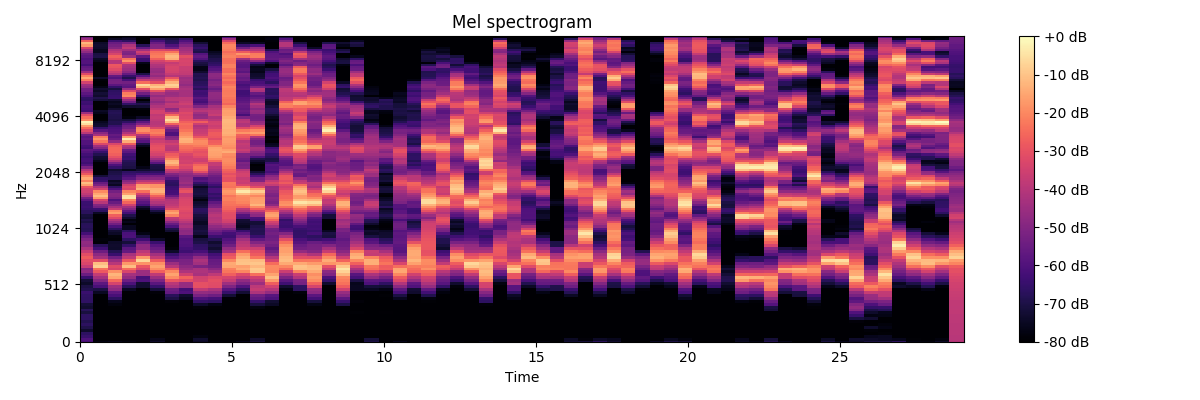 Mel spectrogram
Hz
8192
4096
2048
1024
512
0
0 5 10 15 20 25
Time
+0 dB
-10 dB
-20 dB
-30 dB
-40 dB
-50 dB
-60 dB
-70 dB
-80 dB